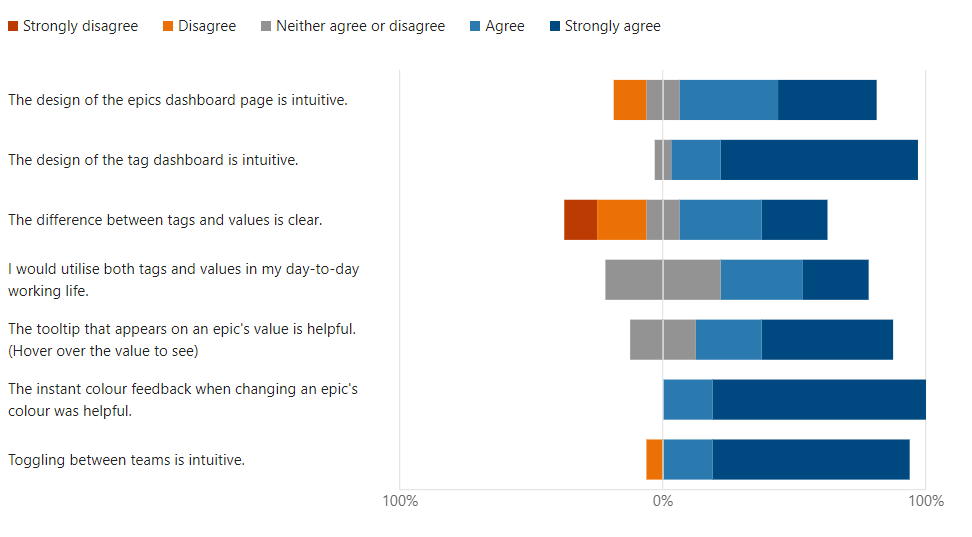 Strongly disagree Disagree Neither agree or disagree Agree Strongly agree
The design of the epics dashboard page is intuitive.
The design of the tag dashboard is intuitive.
The difference between tags and values is clear.
I would utilise both tags and values in my day-to-day
working life.
The tooltip that appears on an epic's value is helpful.
(Hover over the value to see)
The instant colour feedback when changing an epic's
colour was helpful.
Toggling between teams is intuitive.
100% 0% 100%